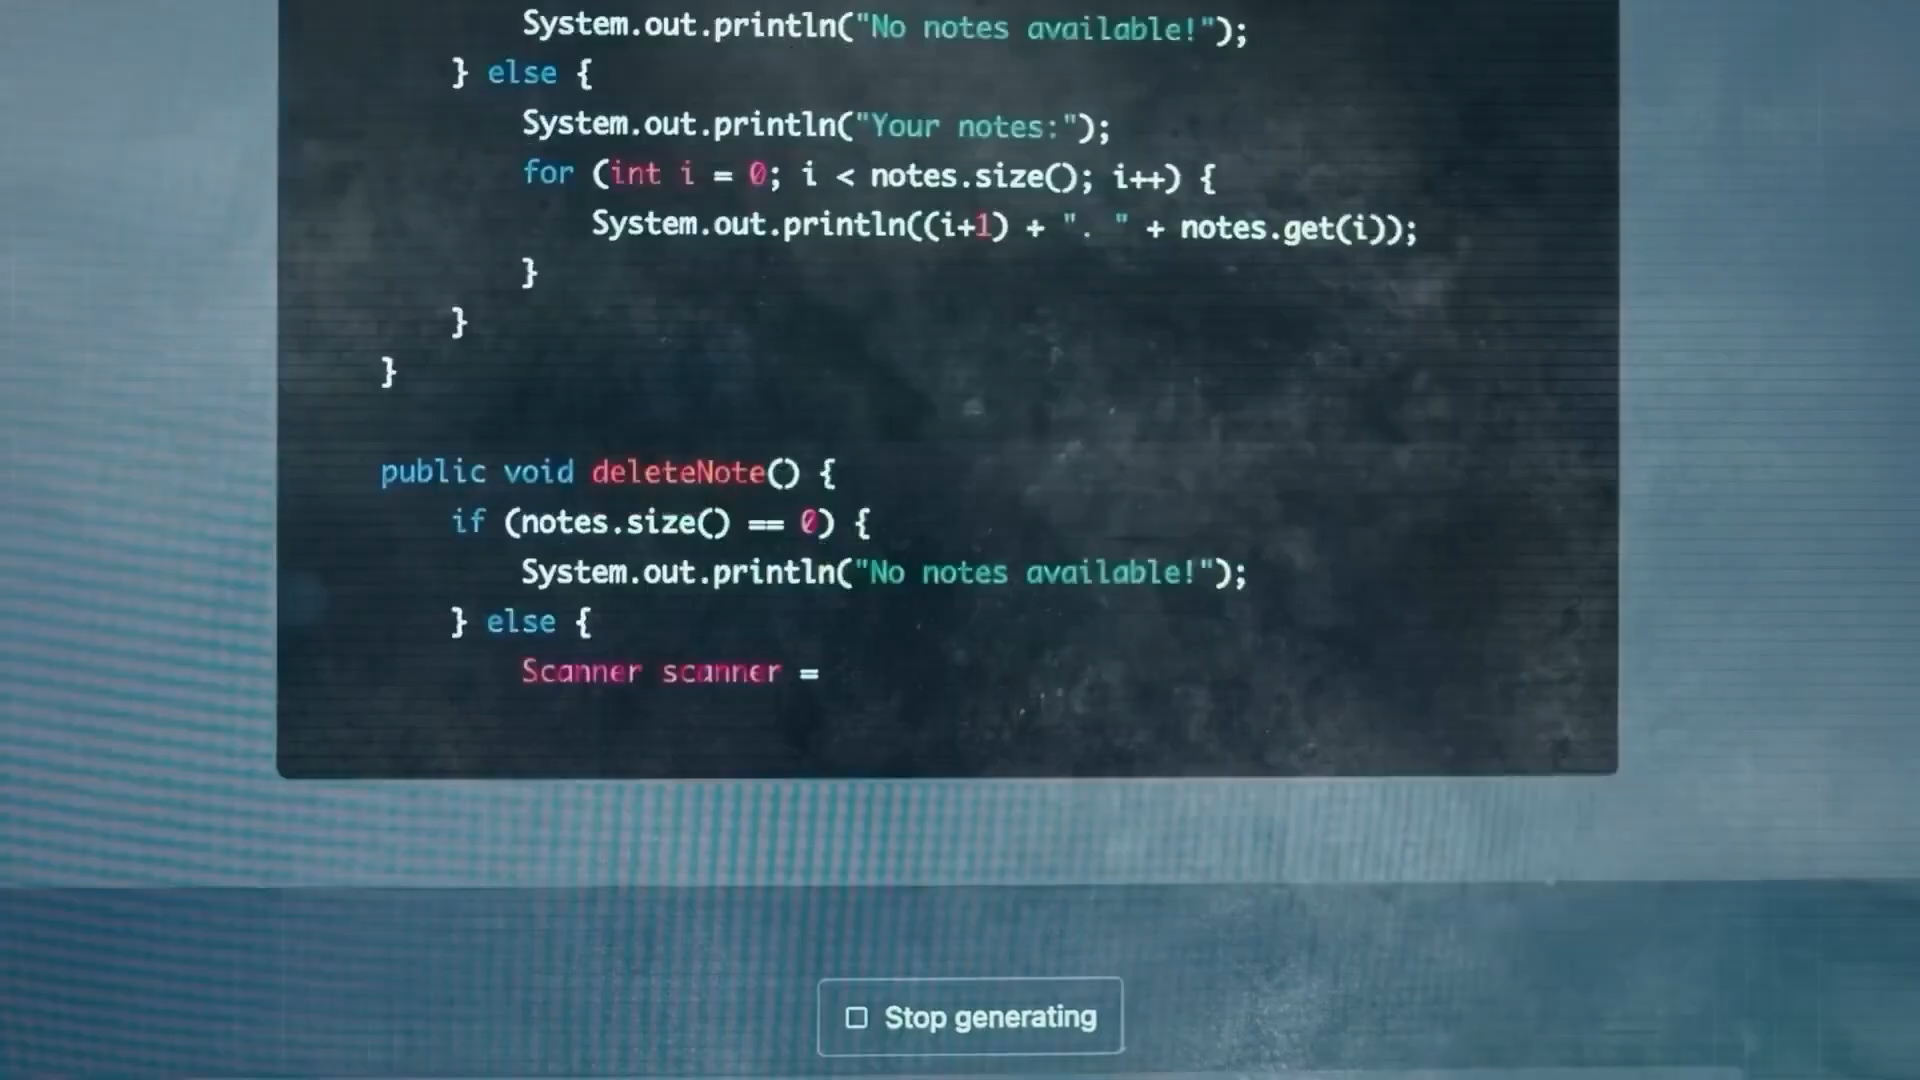 System.out.println("No notes available!");
} else {
System.out.println("Your notes:");
for (int i = 0; i < notes.size(); i++) {
System.out.println((i+1) + ". " + notes.get(i));
}
}
}
public void deleteNote() {
if (notes.size() == 0) {
System.out.println("No notes available!");
} else {
Scanner scanner =
Stop generating